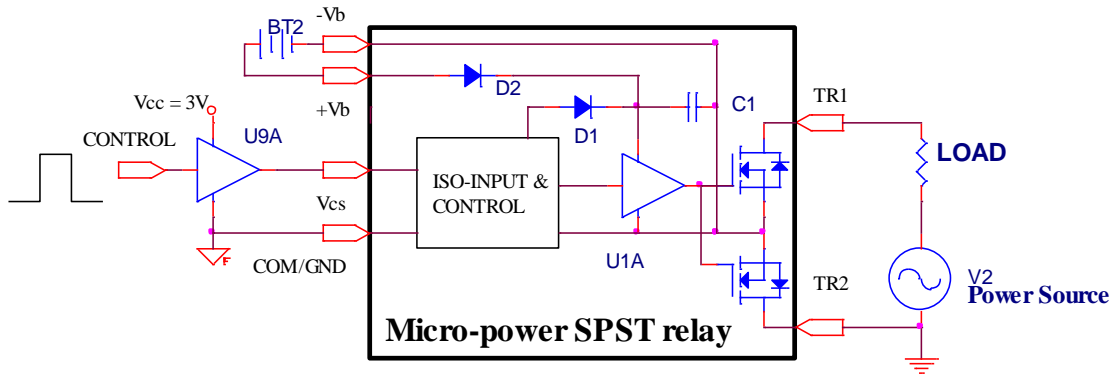 -Vb
BT2
D2
Vcc = 3V
+Vb
C1
TR1
CONTROL
U9A
D1
LOAD
ISO-INPUT &
CONTROL
Vcs
U1A
COM/GND
TR2
V2
Power Source
Micro-power SPST relay
F